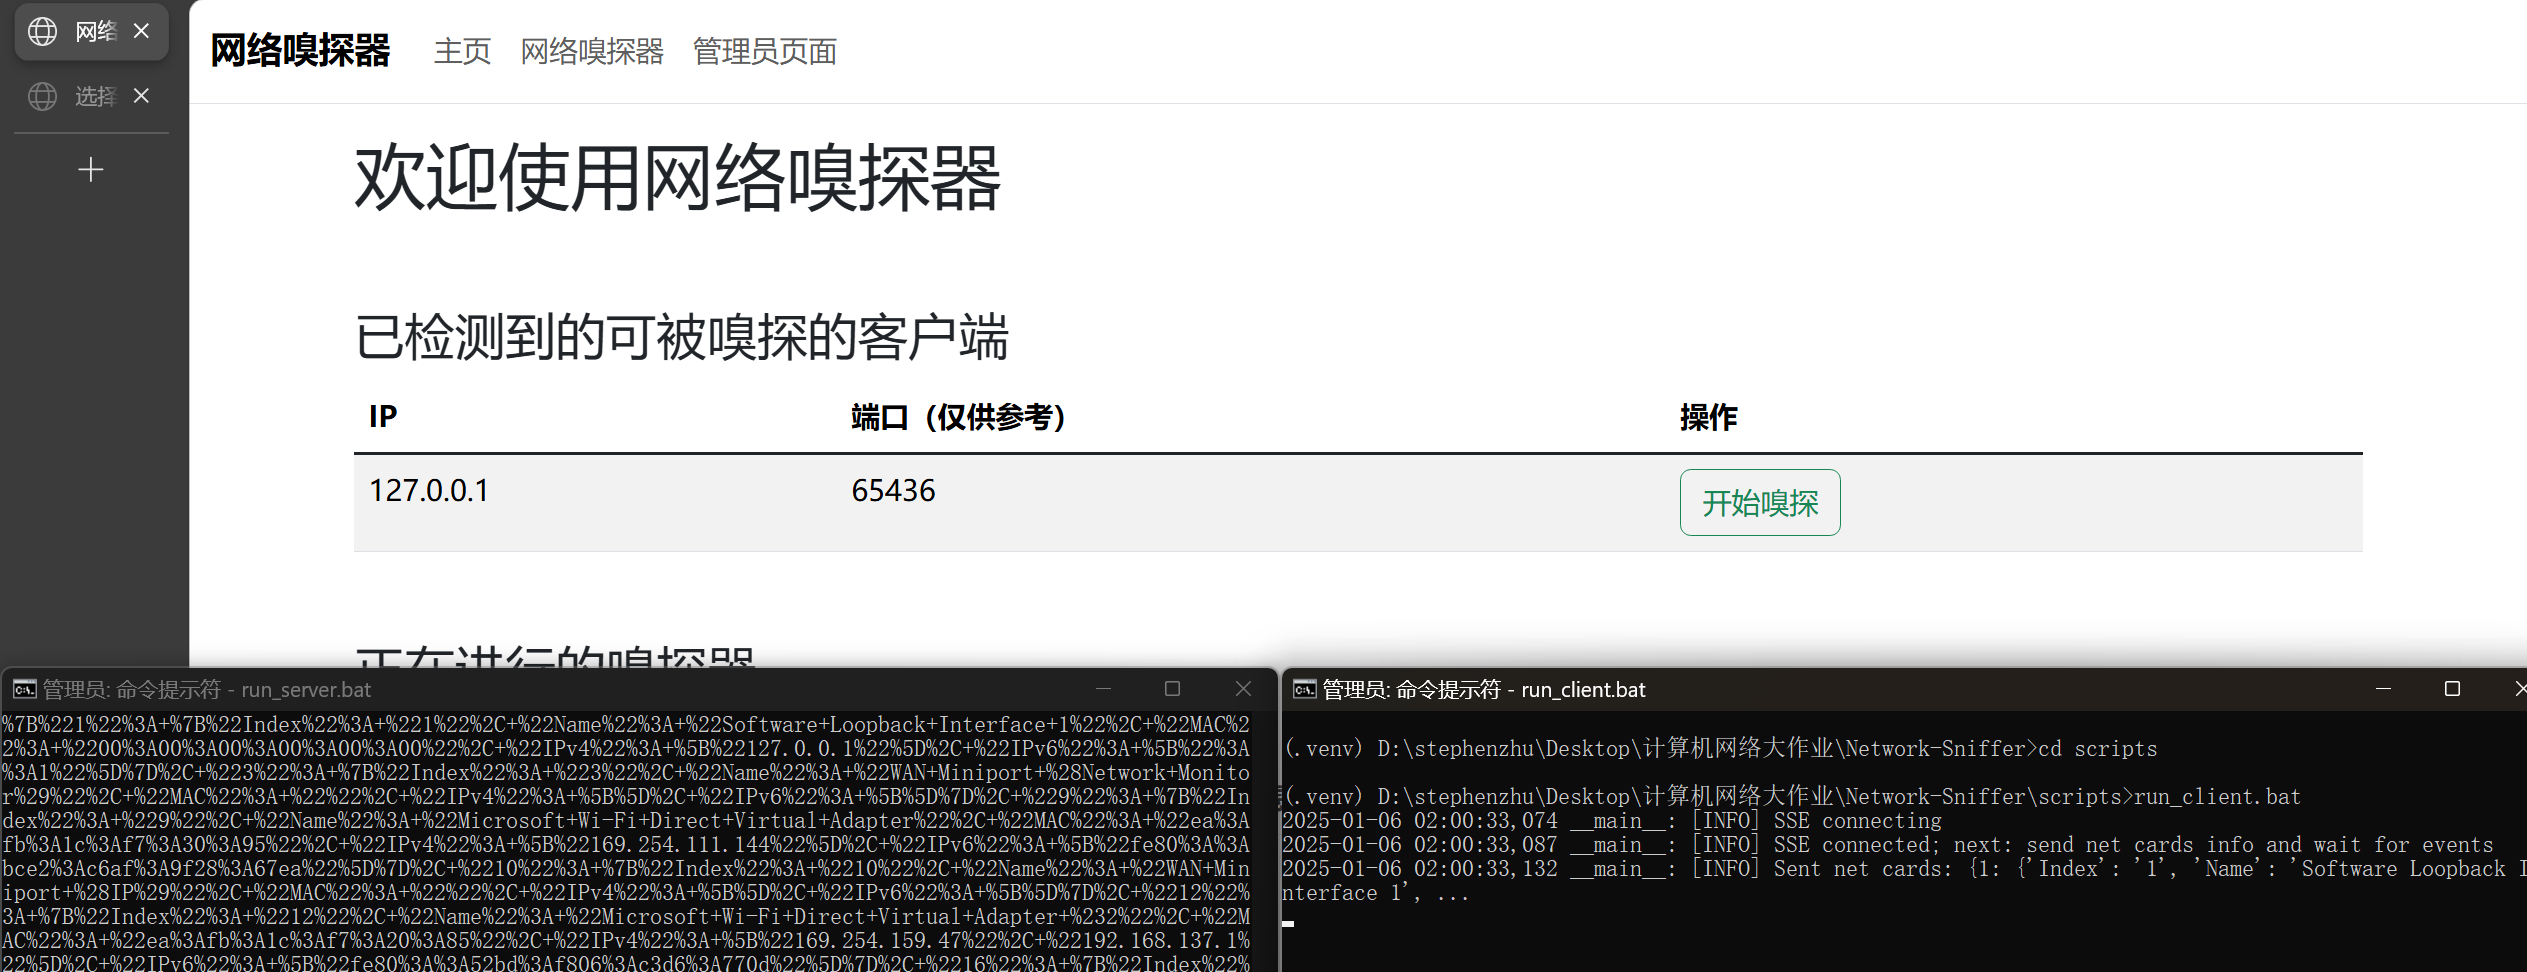 网络
选择
网络嗅探器 主页 网络嗅探器 管理员页面
欢迎使用网络嗅探器
已检测到的可被嗅探的客户端
IP 端口（仅供参考） 操作
127.0.0.1 65436 开始嗅探
正在进行的嗅探器
管理员: 命令提示符 - run_server.bat
%7B%221%22%3A+%7B%22Index%22%3A+%221%22%2C+%22Name%22%3A+%22Software+Loopback+Interface+1%22%2C+%22MAC%2
2%3A+%2200%3A00%3A00%3A00%3A00%3A00%22%2C+%22IPv4%22%3A+%5B%22127.0.0.1%22%5D%2C+%22IPv6%22%3A+%5B%22%3A
%3A1%22%5D%7D%2C+%223%22%3A+%7B%22Index%22%3A+%223%22%2C+%22Name%22%3A+%22WAN+Miniport+%28Network+Monito
r%29%22%2C+%22MAC%22%3A+%22%22%2C+%22IPv4%22%3A+%5B%5D%2C+%22IPv6%22%3A+%5B%5D%7D%2C+%229%22%3A+%7B%22In
dex%22%3A+%229%22%2C+%22Name%22%3A+%22Microsoft+Wi-Fi+Direct+Virtual+Adapter%22%2C+%22MAC%22%3A+%22ea%3A
fb%3A1c%3Af7%3A30%3A95%22%2C+%22IPv4%22%3A+%5B%22169.254.111.144%22%5D%2C+%22IPv6%22%3A+%5B%22fe80%3A%3A
bce2%3Ac6af%3A9f28%3A67ea%22%5D%7D%2C+%2210%22%3A+%7B%22Index%22%3A+%2210%22%2C+%22Name%22%3A+%22WAN+Min
iport+%28IP%29%22%2C+%22MAC%22%3A+%22%22%2C+%22IPv4%22%3A+%5B%5D%2C+%22IPv6%22%3A+%5B%5D%7D%2C+%2212%22%
3A+%7B%22Index%22%3A+%2212%22%2C+%22Name%22%3A+%22Microsoft+Wi-Fi+Direct+Virtual+Adapter+%232%22%2C+%22M
AC%22%3A+%22ea%3Afb%3A1c%3Af7%3A20%3A85%22%2C+%22IPv4%22%3A+%5B%22169.254.159.47%22%2C+%22192.168.137.1%
22%5D%2C+%22IPv6%22%3A+%5B%22fe80%3A%3A52bd%3Af806%3Ac3d6%3A770d%22%5D%7D%2C+%2216%22%3A+%7B%22Index%22%
管理员: 命令提示符 - run_client.bat
(.venv) D:\stephenzhu\Desktop\计算机网络大作业\Network-Sniffer>cd scripts
(.venv) D:\stephenzhu\Desktop\计算机网络大作业\Network-Sniffer\scripts>run_client.bat
2025-01-06 02:00:33,074 __main__: [INFO] SSE connecting
2025-01-06 02:00:33,087 __main__: [INFO] SSE connected; next: send net cards info and wait for events
2025-01-06 02:00:33,132 __main__: [INFO] Sent net cards: {1: {'Index': '1', 'Name': 'Software Loopback I
nterface 1', ...